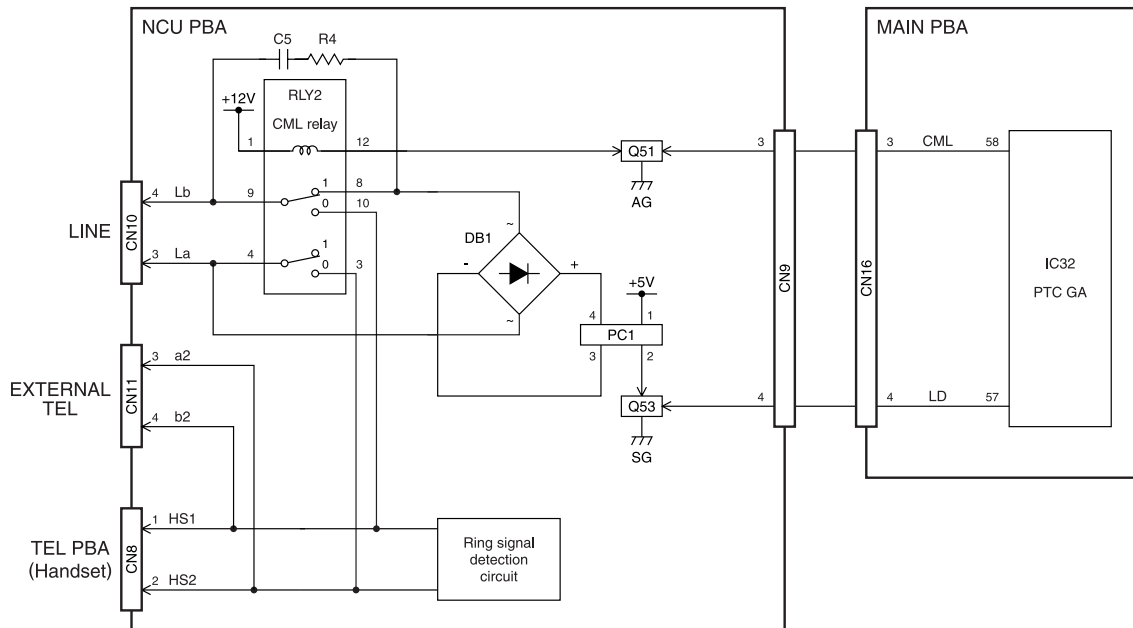 NCU PBA
MAIN PBA
C5
R4
RLY2
CML relay
+12V
1
12
3
Q51
AG
3
CML
58
4
Lb
9
1
8
0
10
LINE
CN10
3
La
4
1
0
3
~
DB1
-
+
~
+5V
4
1
PC1
3
2
CN9
CN16
IC32
PTC GA
EXTERNAL
TEL
CN11
3
a2
4
b2
Q53
SG
4
4
LD
57
TEL PBA
(Handset)
CN8
1
HS1
2
HS2
Ring signal
detection
circuit